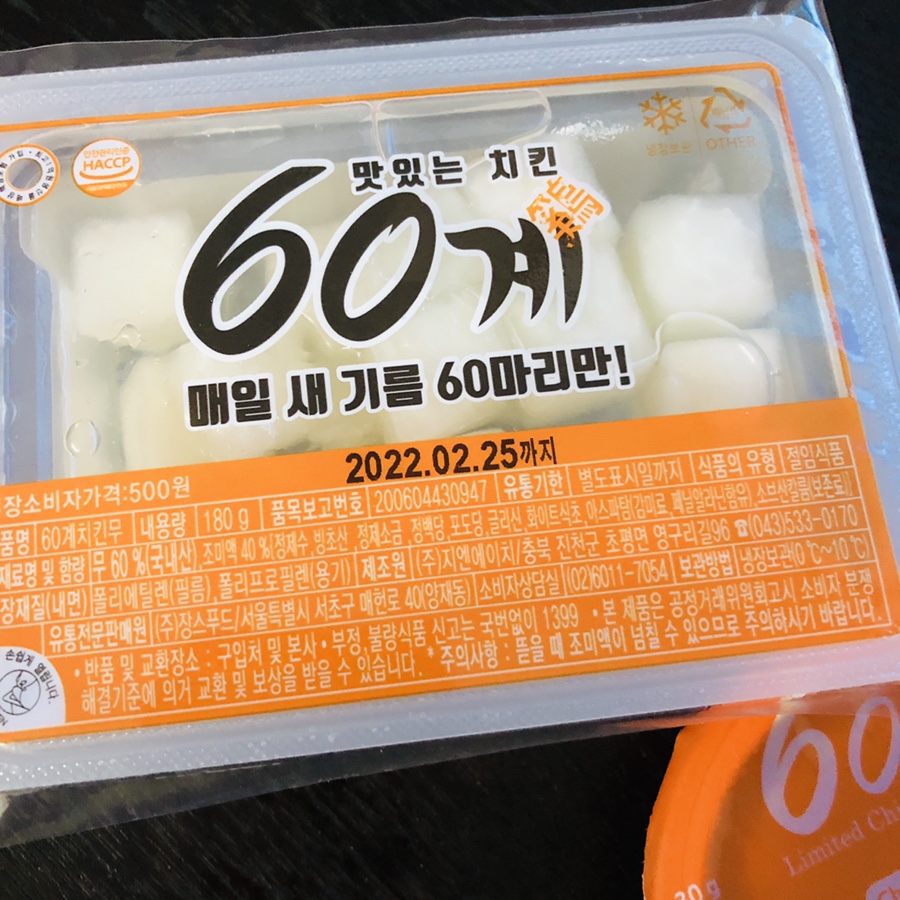 안전관리인증
HACCP
냉장보관 OTHER
맛있는 치킨
60계
매일 새 기름 60마리만!
2022.02.25까지
장소비자가격:500원
품명 60계치킨무 내용량 180 g 품목보고번호 200604430947 유통기한 별도표시일까지 식품의 유형 절임식품
재료명 및 함량 무 60 %(국내산), 조미액 40 %(정제수, 빙초산, 정제소금, 정백당, 포도당, 글리신, 화이트식초, 아스파탐(감미료, 페닐알라닌함유), 소브산칼륨(보존료))
장재질(내면) 폴리에틸렌(필름), 폴리프로필렌(용기) 제조원 (주)지엔에이치/충북 진천군 초평면 영구리길96 ☎(043)533-0170
유통전문판매원 (주)장스푸드/서울특별시 서초구 매헌로 40(양재동) 소비자상담실 (02)6011-7054 보관방법 냉장보관(0℃~10℃)
• 반품 및 교환장소 : 구입처 및 본사 • 부정, 불량식품 신고는 국번없이 1399 • 본 제품은 공정거래위원회고시 소비자 분쟁
해결기준에 의거 교환 및 보상을 받을 수 있습니다. * 주의사항 : 뜯을 때 조미액이 넘칠 수 있으므로 주의하시기 바랍니다.
손쉽게 열립니다.
60
Limited
30 g